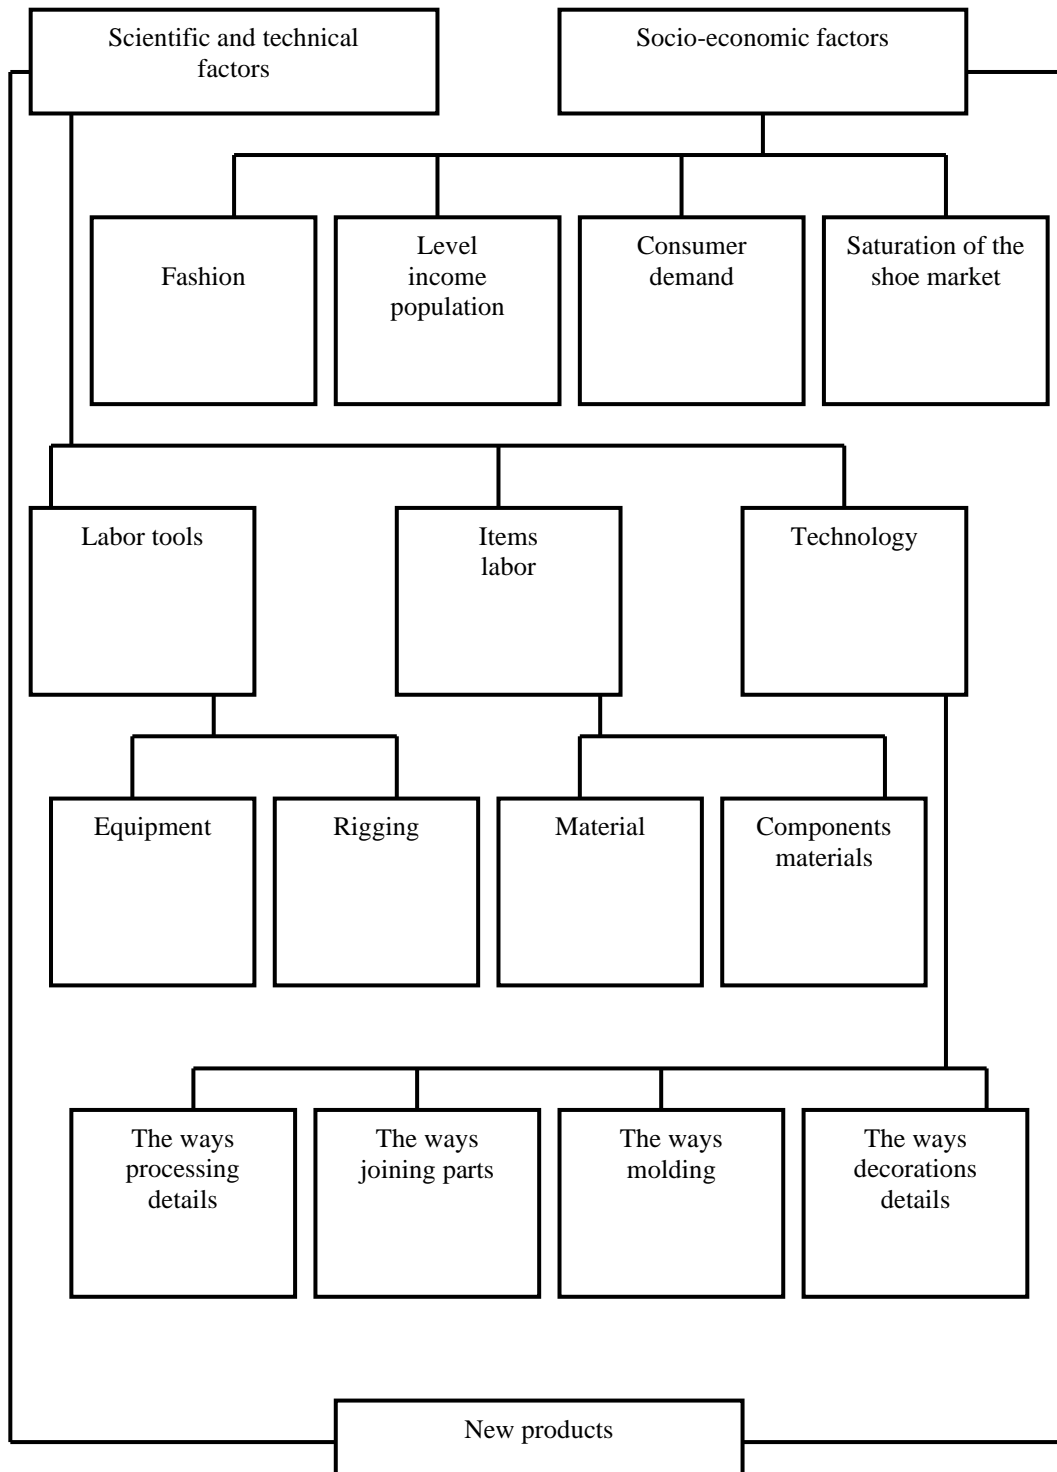 Scientific and technical
factors
Socio-economic factors
Fashion
Level
income
population
Consumer
demand
Saturation of the
shoe market
Labor tools
Items
labor
Technology
Equipment
Rigging
Material
Components
materials
The ways
processing
details
The ways
joining parts
The ways
molding
The ways
decorations
details
New products